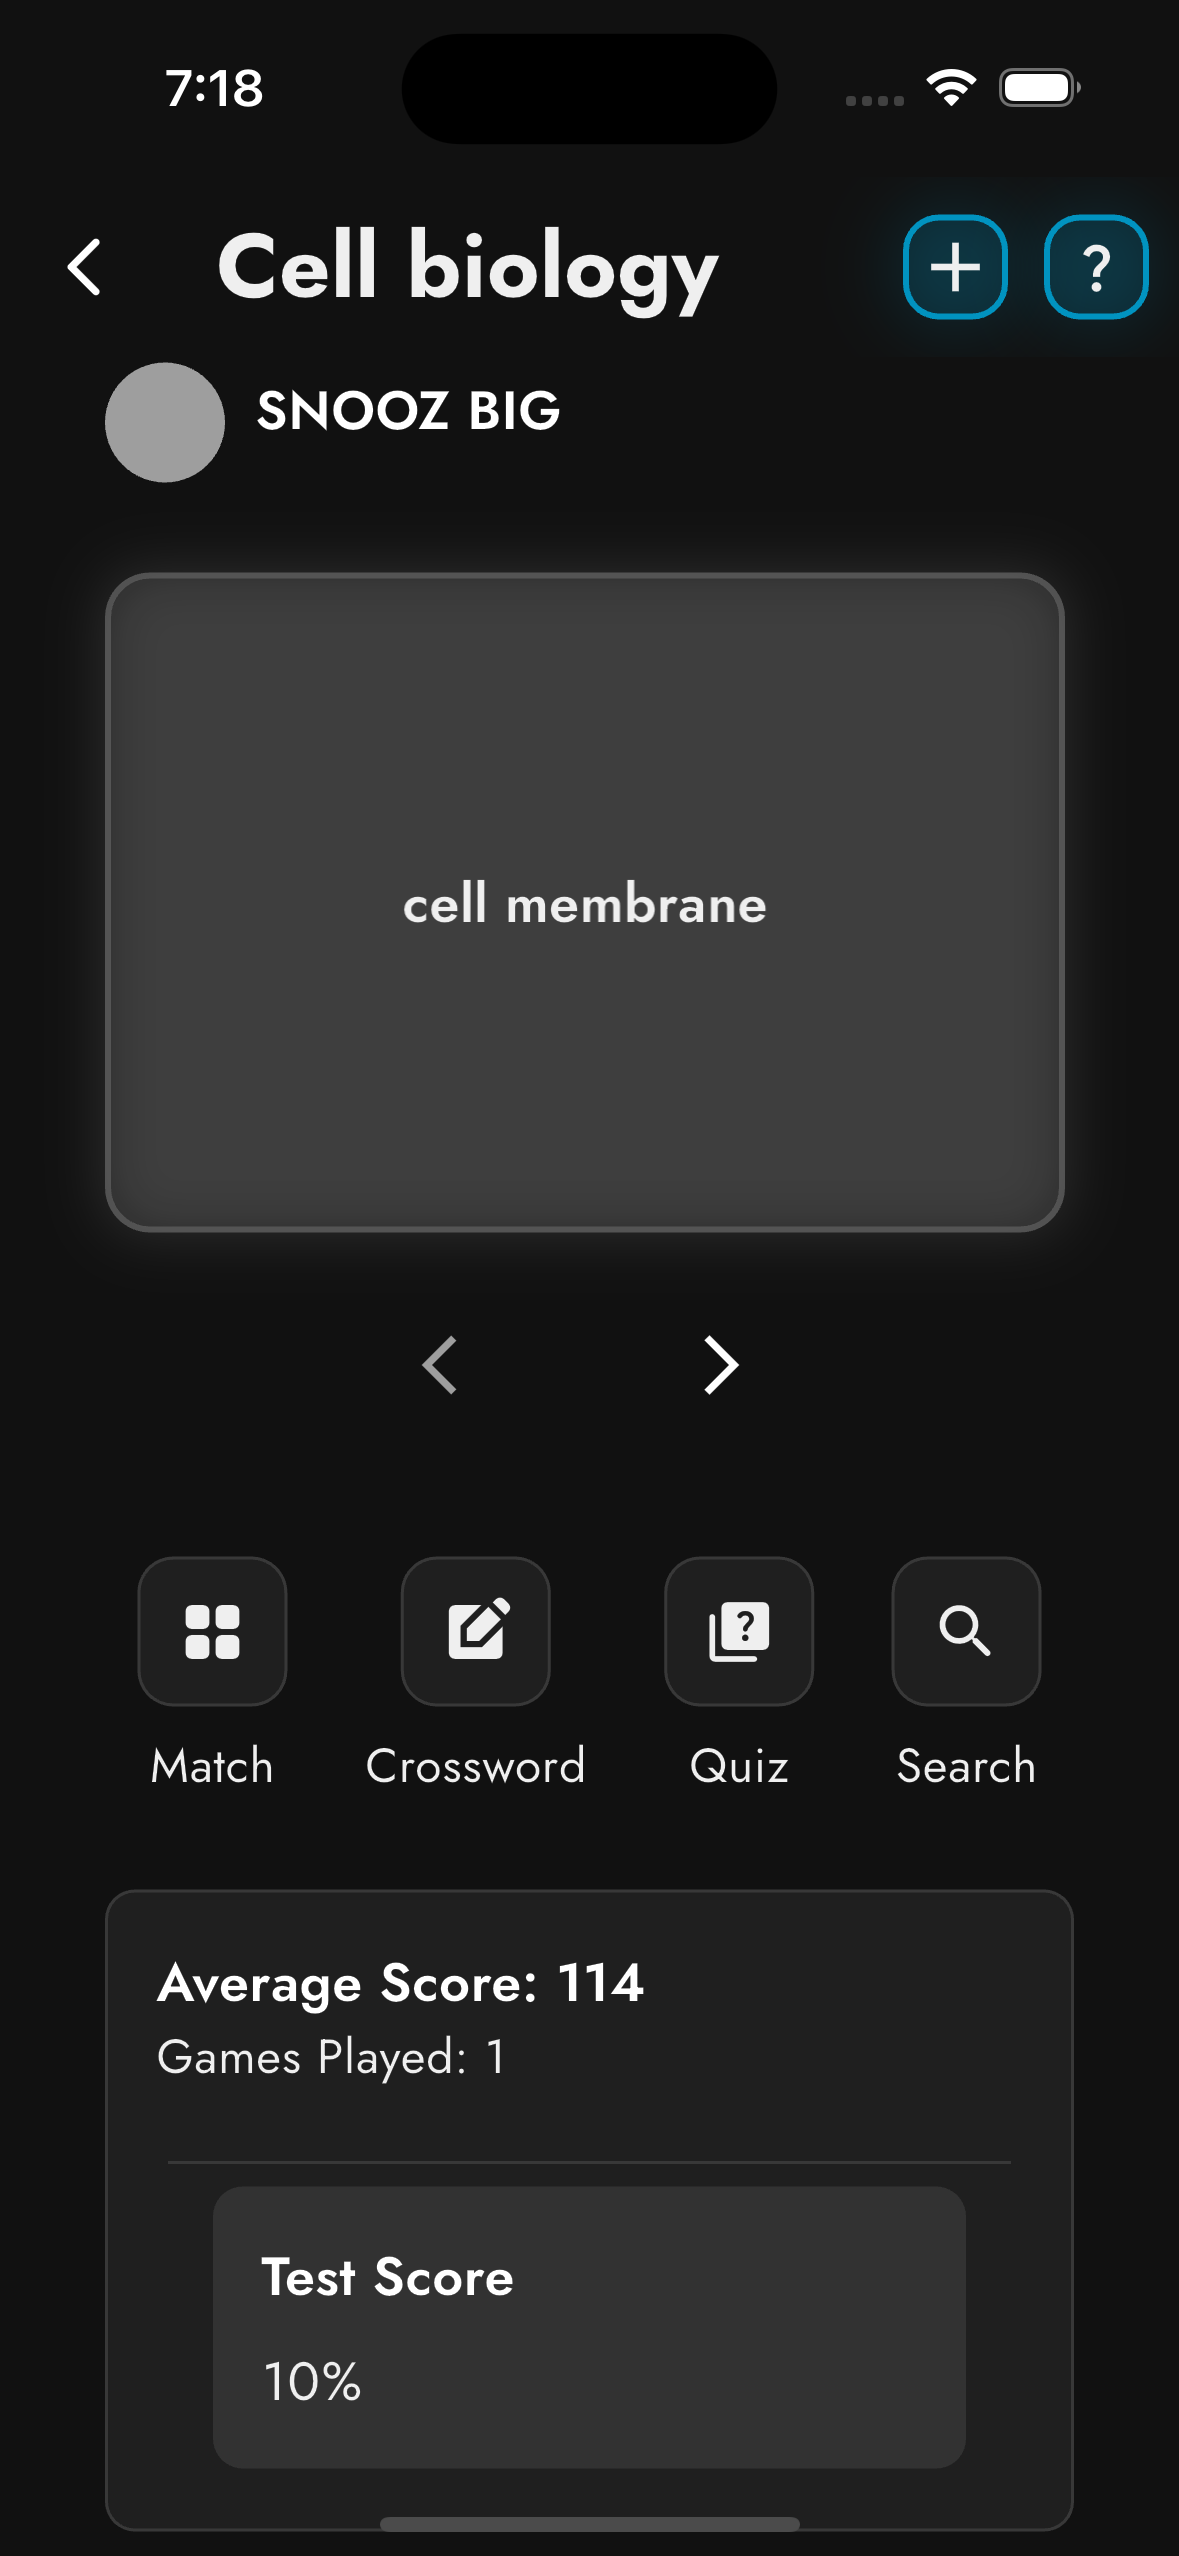 7:18
Cell biology
?
SNOOZ BIG
cell membrane
?
Match
Crossword
Quiz
Search
Average Score: 114
Games Played: 1
Test Score
10%